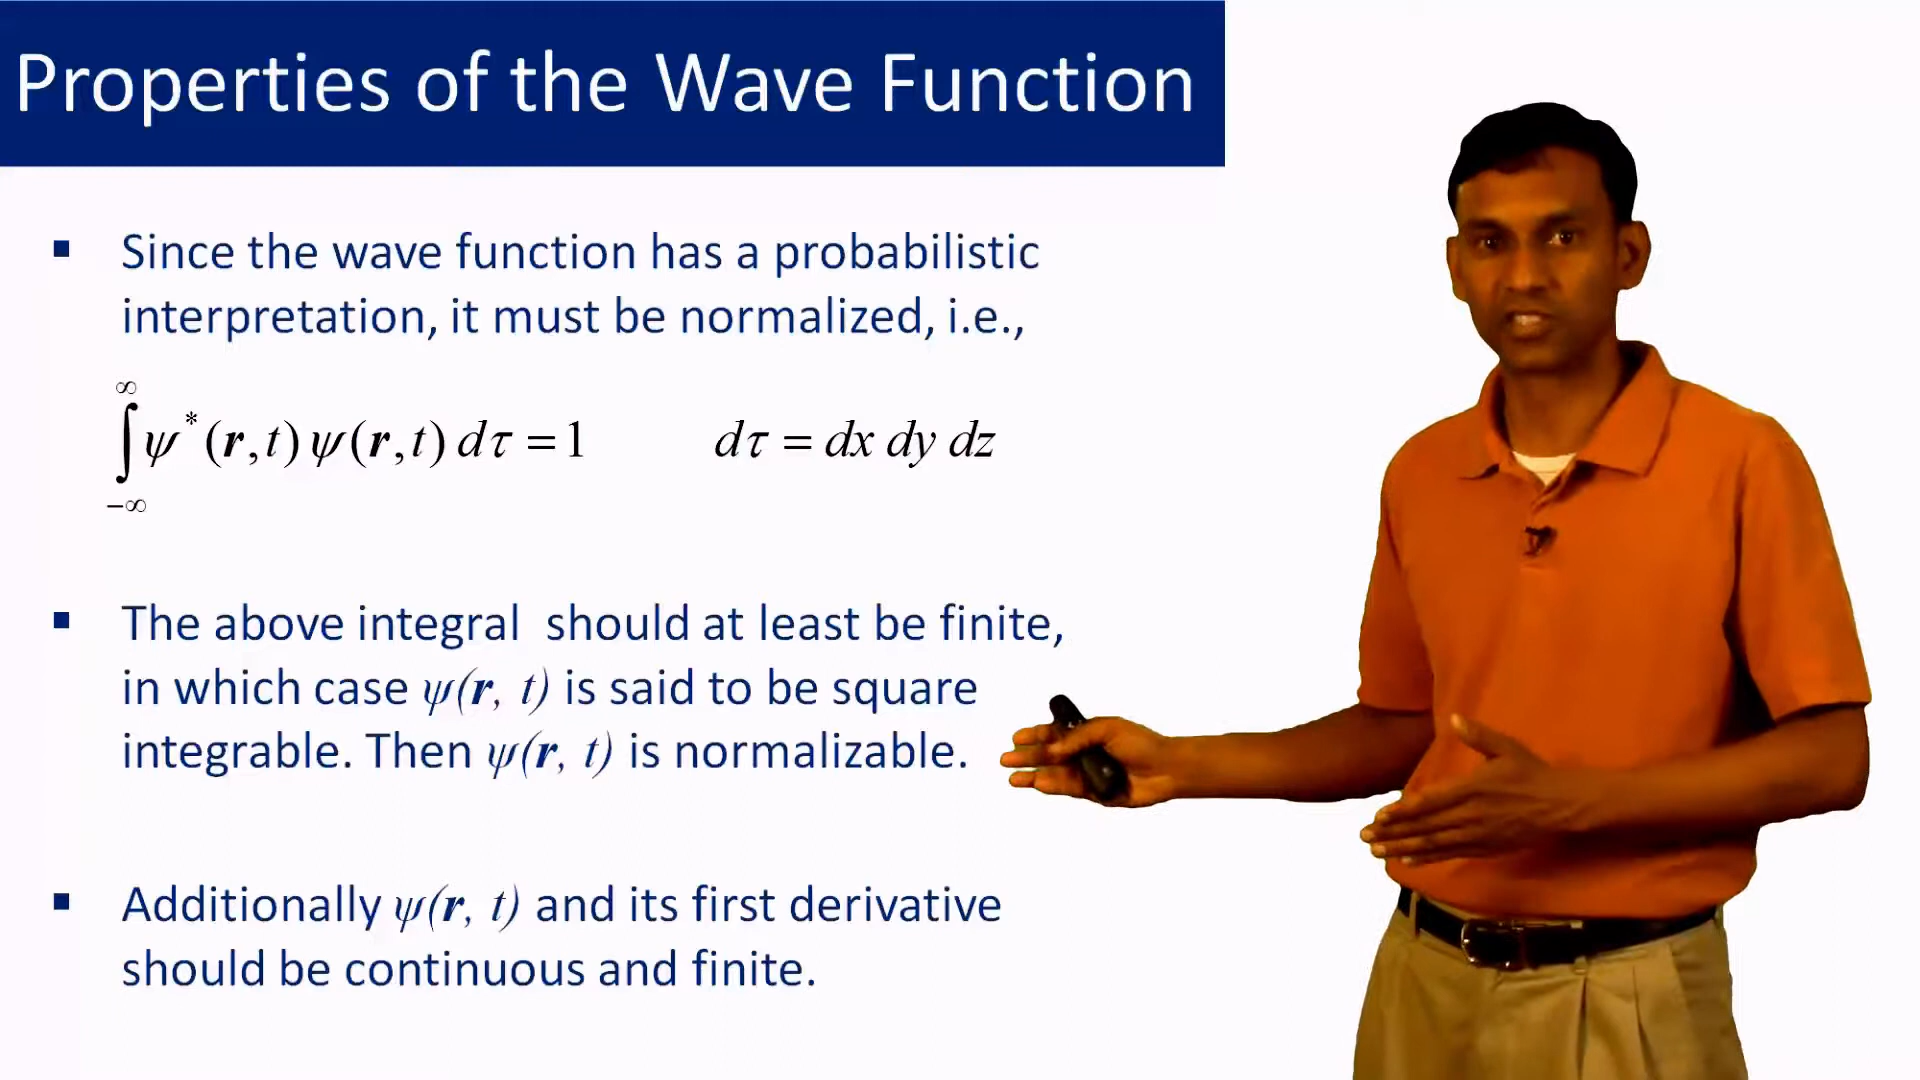 Properties of the Wave Function
▪ Since the wave function has a probabilistic
interpretation, it must be normalized, i.e.,
∞
∫ψ*(r,t)ψ(r,t) dτ = 1 dτ = dx dy dz
−∞
▪ The above integral should at least be finite,
in which case ψ(r, t) is said to be square
integrable. Then ψ(r, t) is normalizable.
▪ Additionally ψ(r, t) and its first derivative
should be continuous and finite.